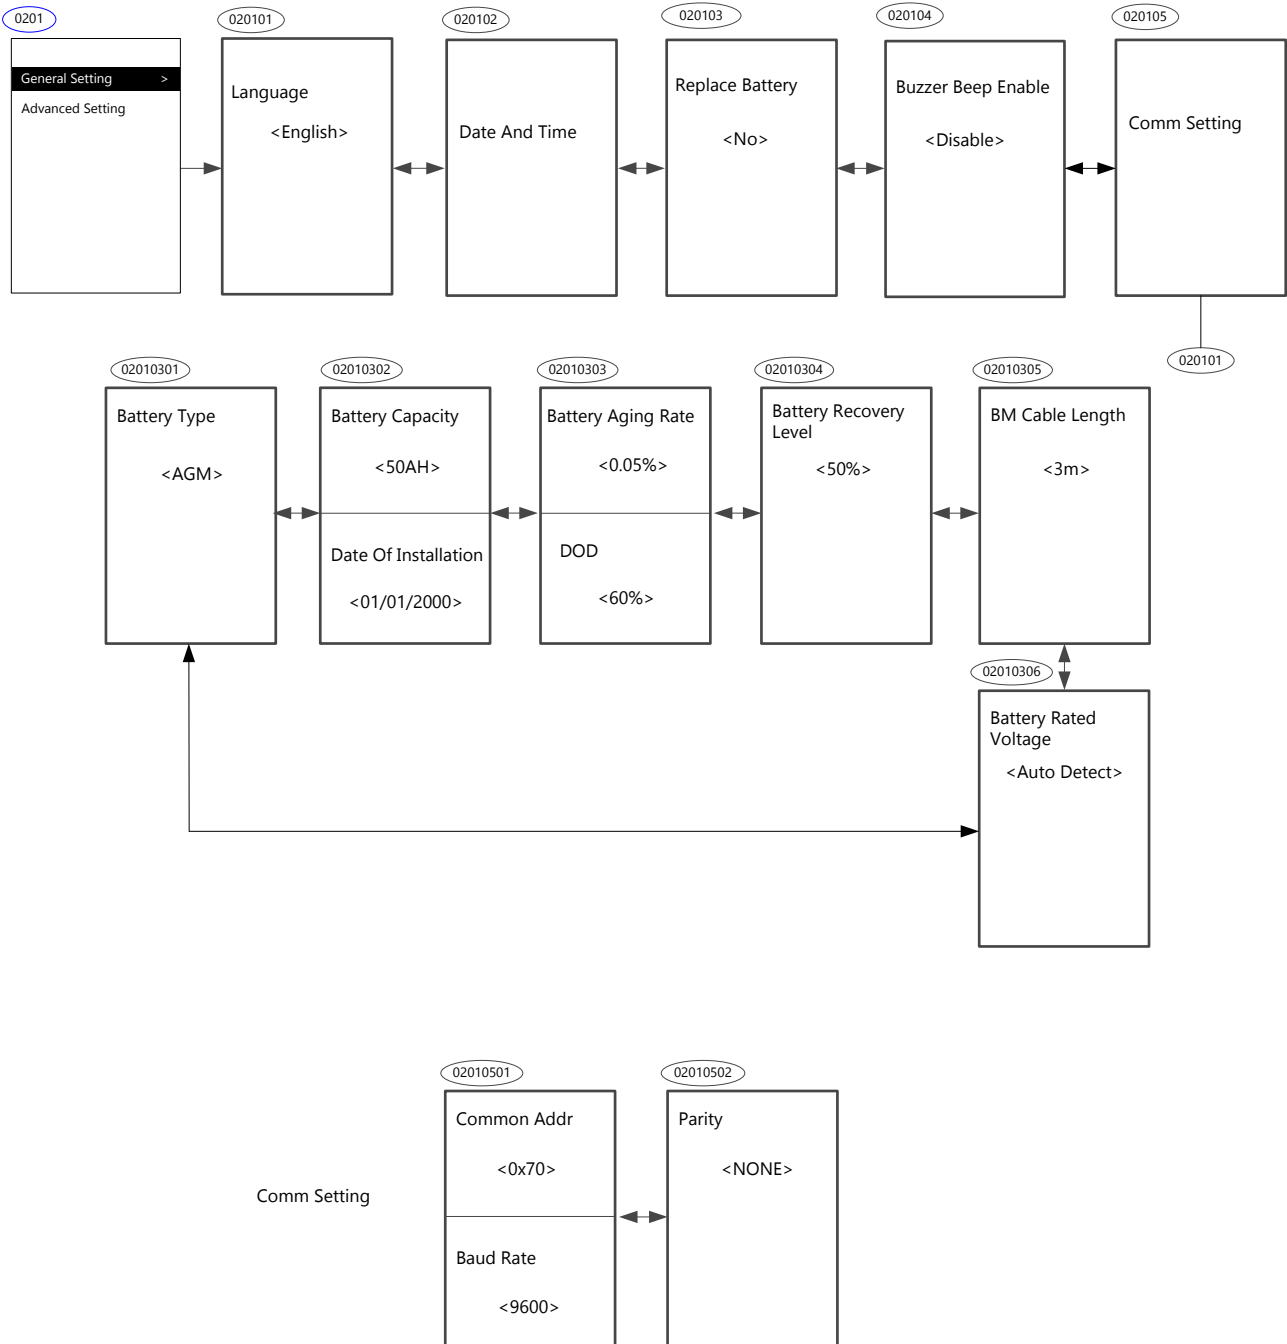 0201
General Setting >
Advanced Setting
020101
Language
<English>
020102
Date And Time
020103
Replace Battery
<No>
020104
Buzzer Beep Enable
<Disable>
020105
Comm Setting
020101
02010301
Battery Type
<AGM>
02010302
Battery Capacity
<50AH>
Date Of Installation
<01/01/2000>
02010303
Battery Aging Rate
<0.05%>
DOD
<60%>
02010304
Battery Recovery
Level
<50%>
02010305
BM Cable Length
<3m>
02010306
Battery Rated
Voltage
<Auto Detect>
Comm Setting
02010501
Common Addr
<0x70>
Baud Rate
<9600>
02010502
Parity
<NONE>